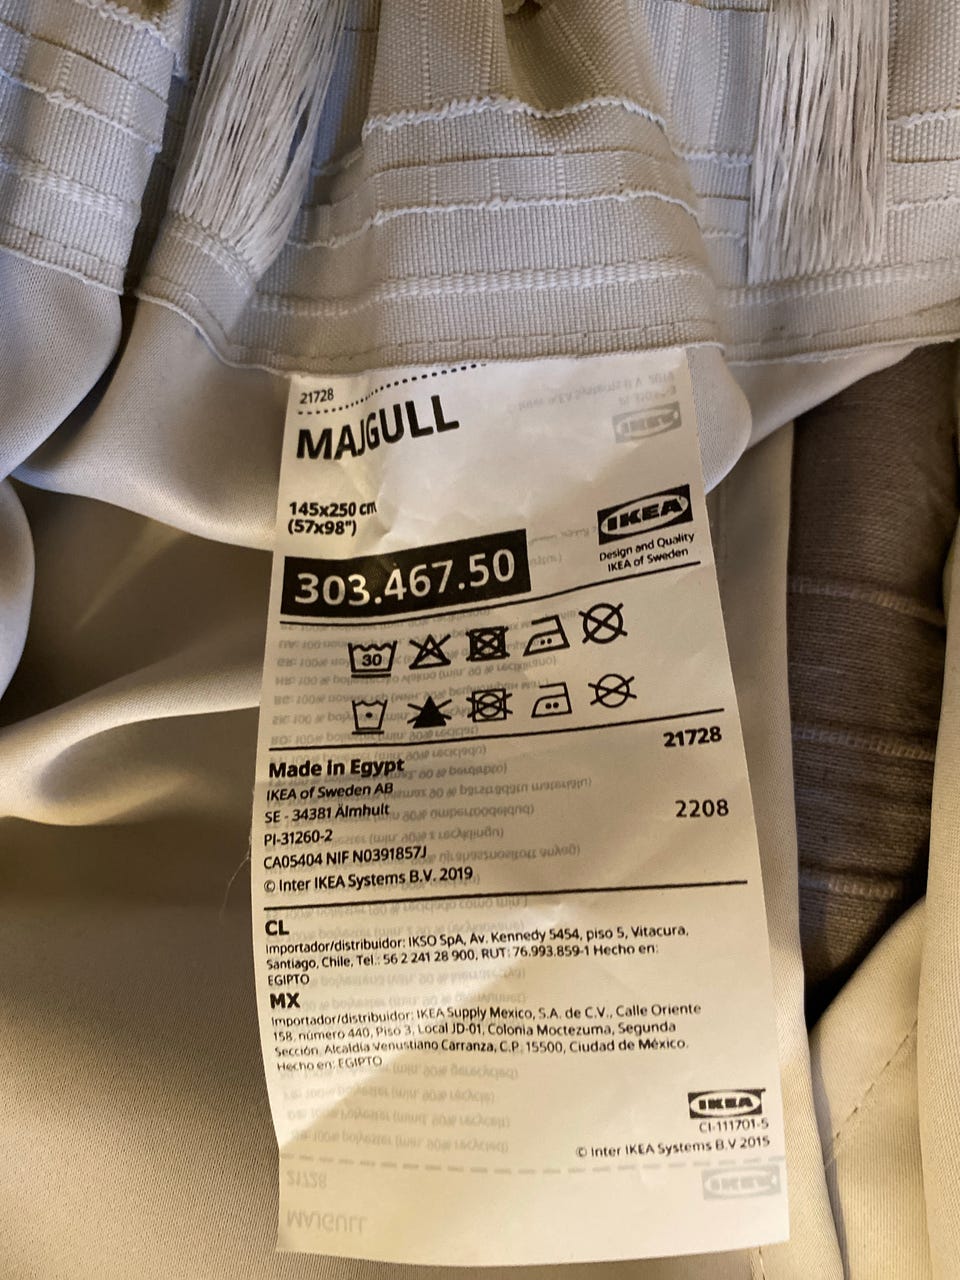 21728
MAJGULL
145x250 cm
(57x98")
IKEA
Design and Quality
IKEA of Sweden
303.467.50
30
21728
Made in Egypt
IKEA of Sweden AB
SE - 34381 Älmhult
2208
PI-31260-2
CA05404 NIF N0391857J
© Inter IKEA Systems B.V. 2019
CL
Importador/distribuidor: IKSO SpA, Av. Kennedy 5454, piso 5, Vitacura,
Santiago, Chile, Tel.: 56 2 241 28 900, RUT: 76.993.859-1 Hecho en:
EGIPTO
MX
Importador/distribuidor: IKEA Supply Mexico, S.A. de C.V., Calle Oriente
158, número 440, Piso 3, Local JD-01, Colonia Moctezuma, Segunda
Sección, Alcaldia Venustiano Carranza, C.P. 15500, Ciudad de México.
Hecho en: EGIPTO
IKEA
CI-111701-5
© Inter IKEA Systems B.V 2015
21728
IKEA
MAJGULL